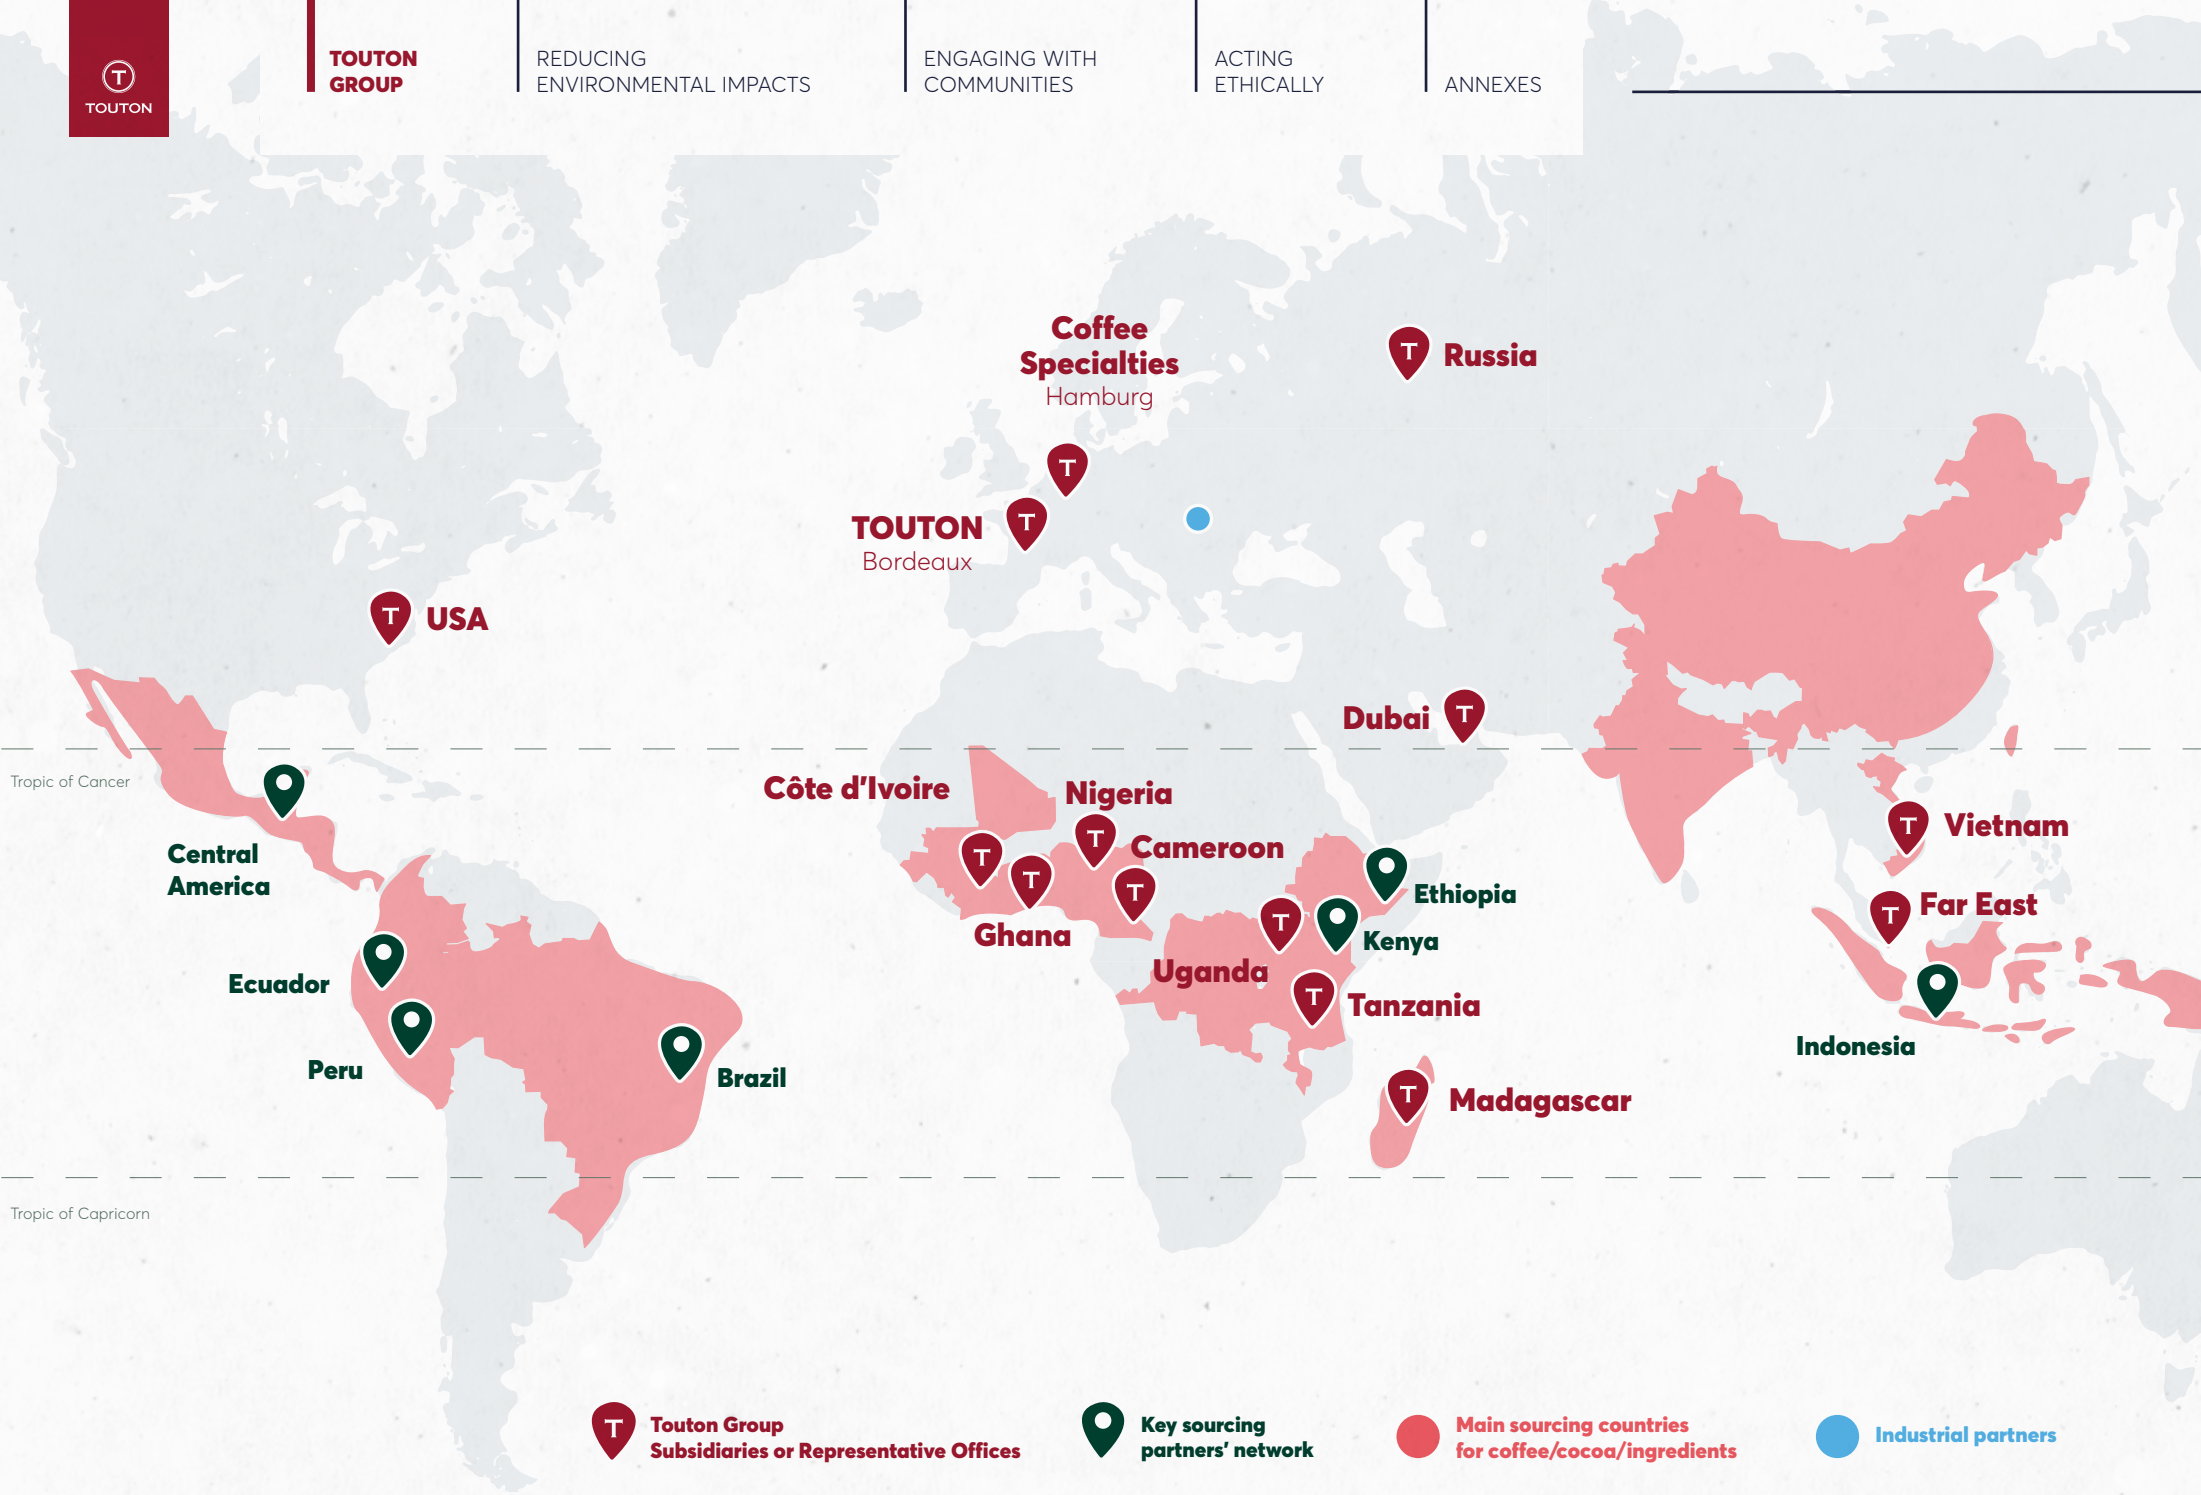 TOUTON
TOUTON
GROUP
REDUCING
ENVIRONMENTAL IMPACTS
ENGAGING WITH
COMMUNITIES
ACTING
ETHICALLY
ANNEXES
Coffee
Specialties
Hamburg
Russia
TOUTON
Bordeaux
USA
Dubai
Tropic of Cancer
Côte d'Ivoire
Nigeria
Cameroon
Vietnam
Central
America
Ethiopia
Far East
Ghana
Kenya
Ecuador
Uganda
Tanzania
Indonesia
Peru
Brazil
Madagascar
Tropic of Capricorn
Touton Group
Subsidiaries or Representative Offices
Key sourcing
partners' network
Main sourcing countries
for coffee/cocoa/ingredients
Industrial partners